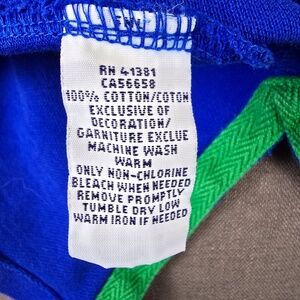 RN 41381
CA56658
100% COTTON/COTON
EXCLUSIVE OF
DECORATION/
GARNITURE EXCLUE
MACHINE WASH
WARM
ONLY NON-CHLORINE
BLEACH WHEN NEEDED
REMOVE PROMPTLY
TUMBLE DRY LOW
WARM IRON IF NEEDED